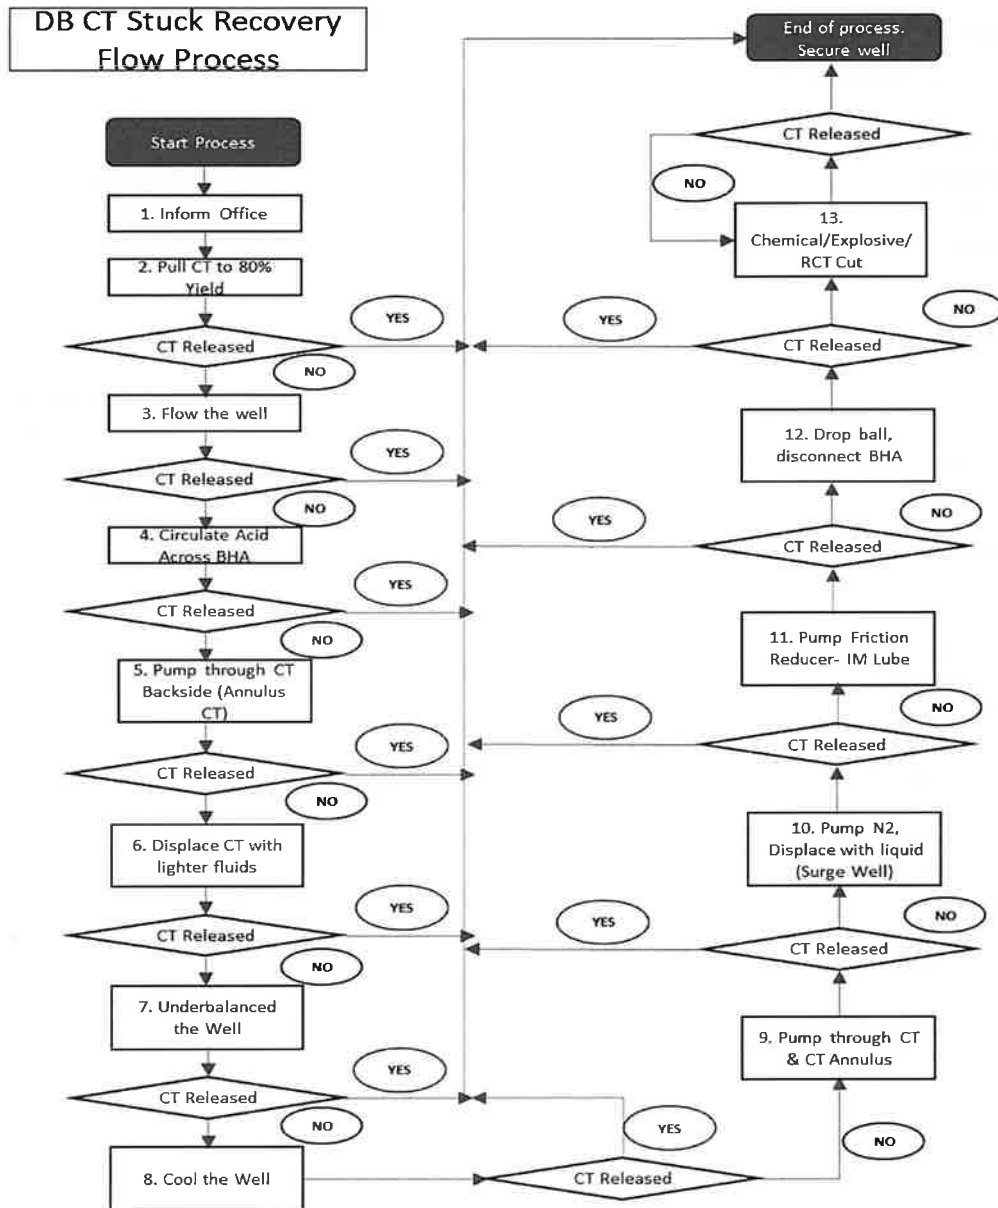 DB CT Stuck Recovery
Flow Process
Start Process
1. Inform Office
2. Pull CT to 80%
Yield
CT Released
YES
NO
3. Flow the well
CT Released
YES
NO
4. Circulate Acid
Across BHA
CT Released
YES
NO
5. Pump through CT
Backside (Annulus
CT)
CT Released
YES
NO
6. Displace CT with
lighter fluids
CT Released
YES
NO
7. Underbalanced
the Well
CT Released
YES
NO
8. Cool the Well
CT Released
YES
NO
9. Pump through CT
& CT Annulus
CT Released
YES
NO
10. Pump N2,
Displace with liquid
(Surge Well)
CT Released
YES
NO
11. Pump Friction
Reducer- IM Lube
CT Released
YES
NO
12. Drop ball,
disconnect BHA
CT Released
YES
NO
13.
Chemical/Explosive/
RCT Cut
CT Released
NO
End of process.
Secure well